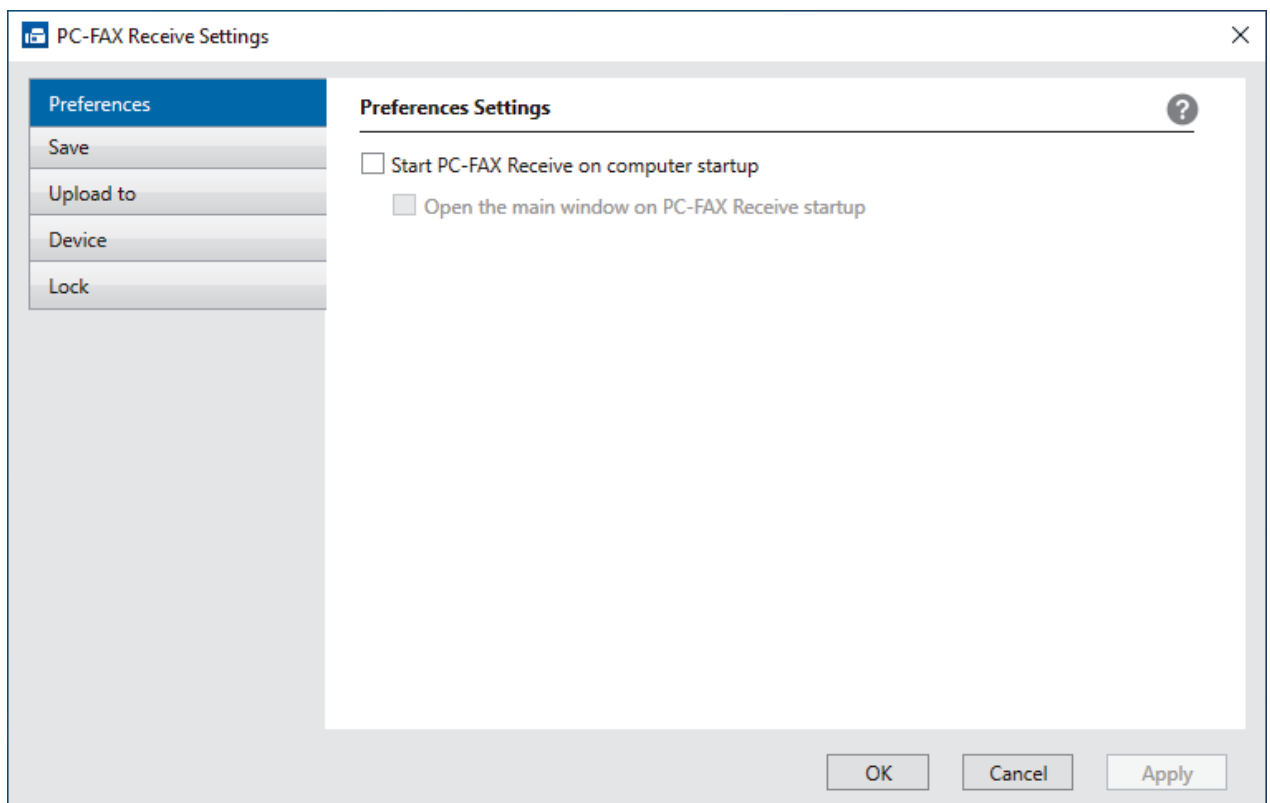 PC-FAX Receive Settings
Preferences
Save
Upload to
Device
Lock
Preferences Settings
?
Start PC-FAX Receive on computer startup
Open the main window on PC-FAX Receive startup
OK
Cancel
Apply